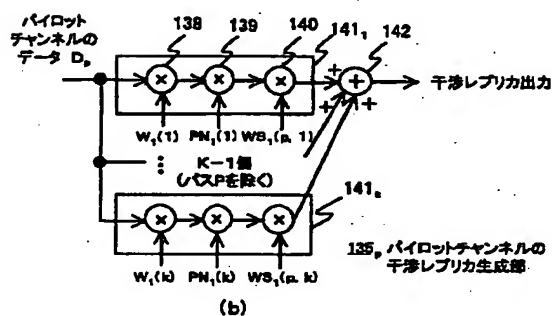 パイロット
チャンネルの
データ Dp
138
139
140
141₁
142
干渉レプリカ出力
+
+
+
W₁(1) PN₁(1) WS₁(p, 1)
K-1個
(パスPを除く)
141ₖ
W₁(k) PN₁(k) WS₁(p, k)
135p パイロットチャンネルの
干渉レプリカ生成部
(b)